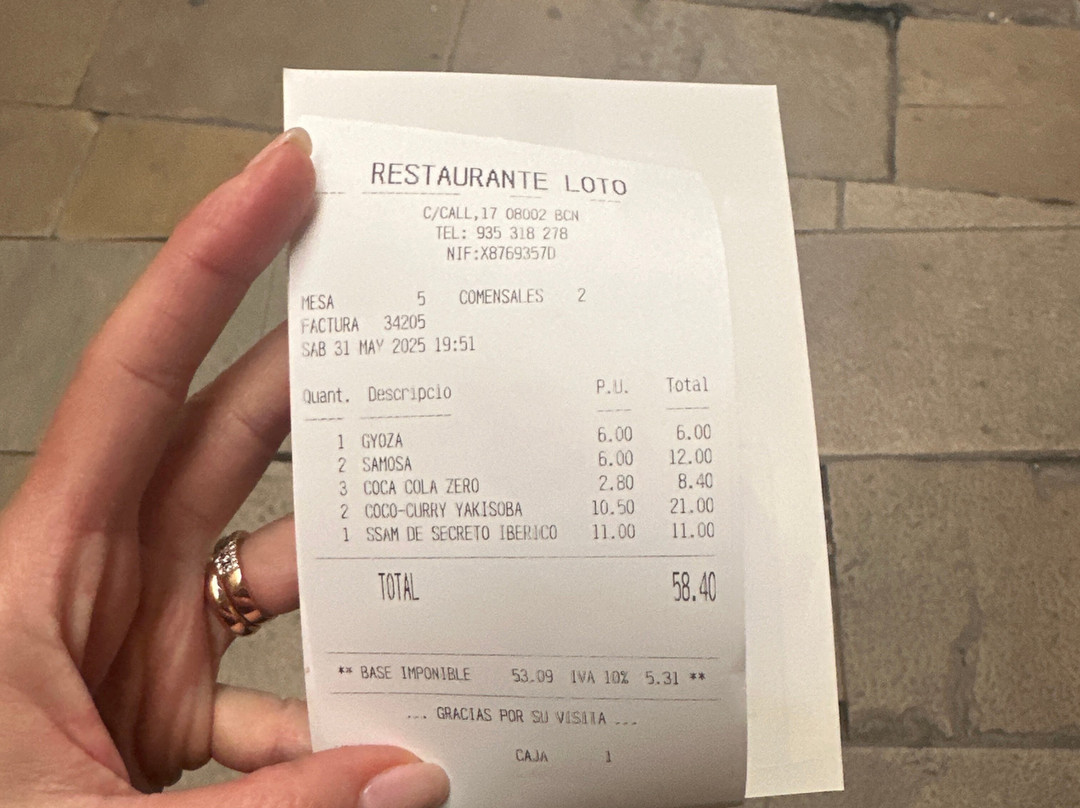 RESTAURANTE LOTO
C/CALL,17 08002 BCN
TEL: 935 318 278
NIF:X8769357D
MESA 5 COMENSALES 2
FACTURA 34205
SAB 31 MAY 2025 19:51
Quant. Descripcio P.U. Total
1 GYOZA 6.00 6.00
2 SAMOSA 6.00 12.00
3 COCA COLA ZERO 2.80 8.40
2 COCO-CURRY YAKISOBA 10.50 21.00
1 SSAM DE SECRETO IBERICO 11.00 11.00
TOTAL 58.40
** BASE IMPONIBLE 53.09 IVA 10% 5.31 **
... GRACIAS POR SU VISITA ...
CAJA 1